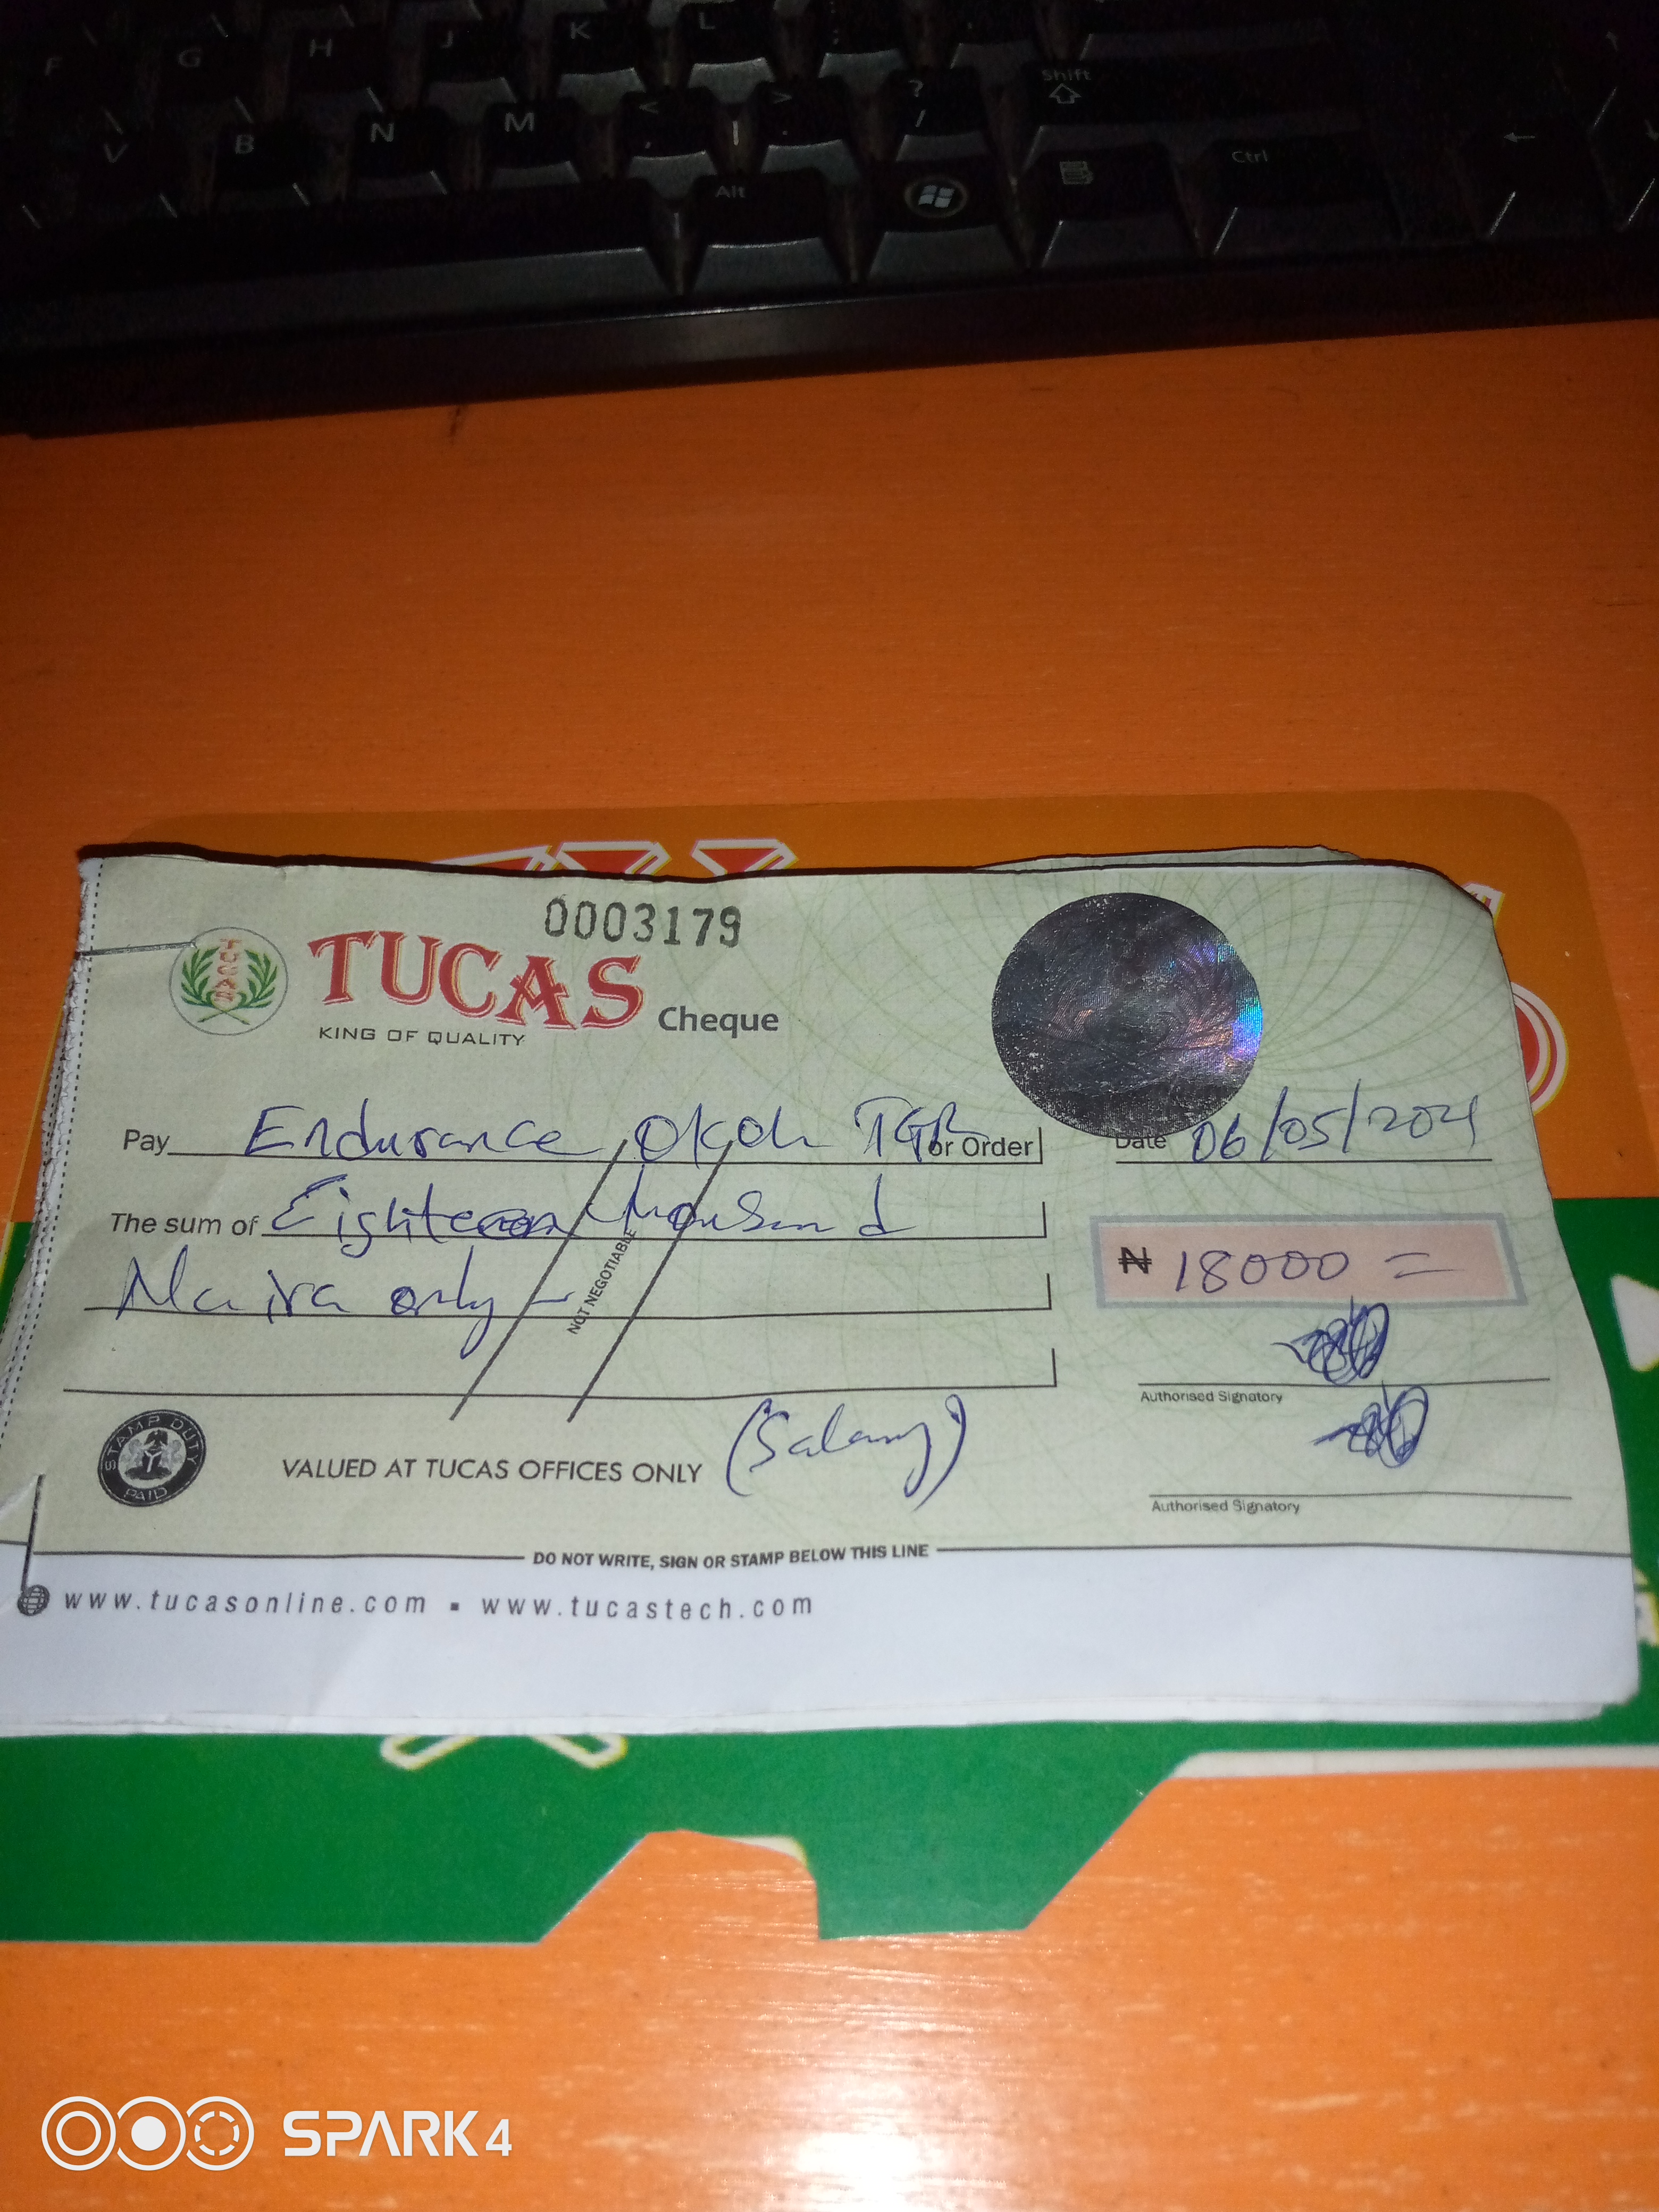 F G H J K L
V B N M < , > . ? / Shift
Alt Ctrl
0003179
TUCAS
TUCAS Cheque
KING OF QUALITY
Pay Endurance Okoh TGR or Order
Date 06/05/2021
The sum of Eighteen thousand
Naira only -
₦ 18000 =
NOT NEGOTIABLE
Authorised Signatory
STAMP DUTY PAID
VALUED AT TUCAS OFFICES ONLY (Salary)
Authorised Signatory
DO NOT WRITE, SIGN OR STAMP BELOW THIS LINE
www.tucasonline.com ▪ www.tucastech.com
SPARK 4